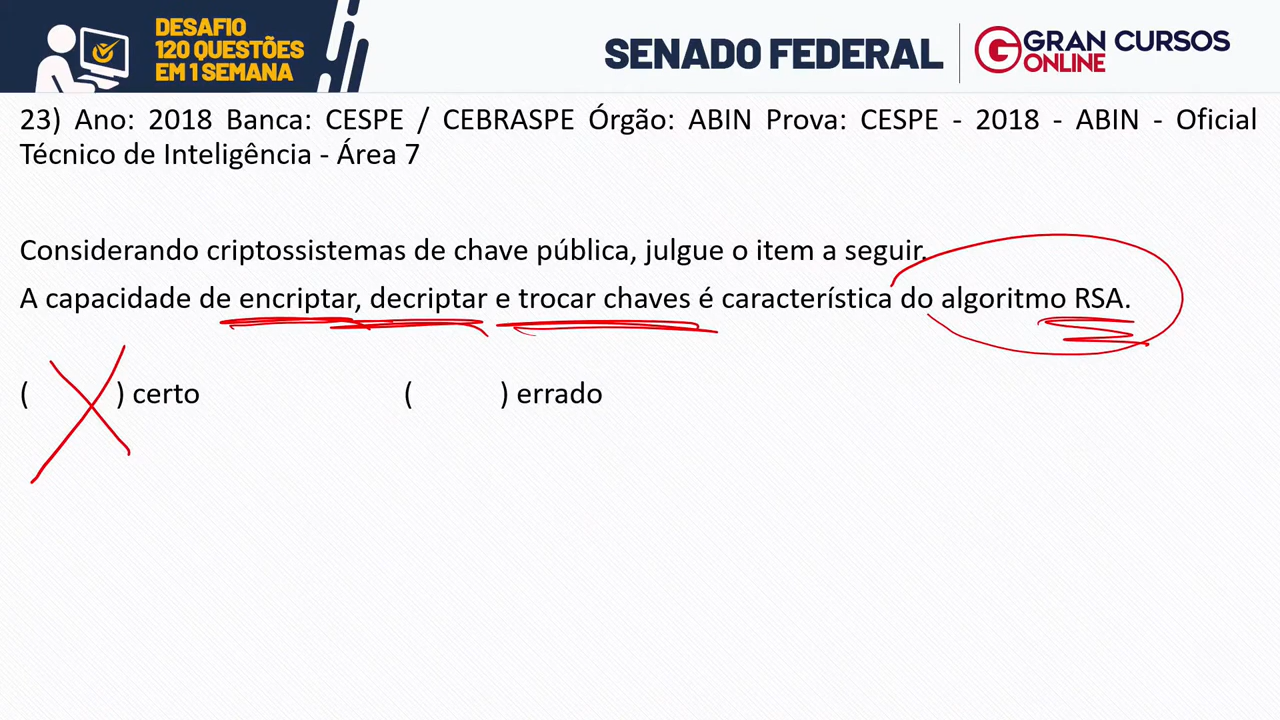 DESAFIO
120 QUESTÕES
EM 1 SEMANA
SENADO FEDERAL
GRAN CURSOS
ONLINE
23) Ano: 2018 Banca: CESPE / CEBRASPE Órgão: ABIN Prova: CESPE - 2018 - ABIN - Oficial
Técnico de Inteligência - Área 7
Considerando criptossistemas de chave pública, julgue o item a seguir.
A capacidade de encriptar, decriptar e trocar chaves é característica do algoritmo RSA.
( X ) certo ( ) errado